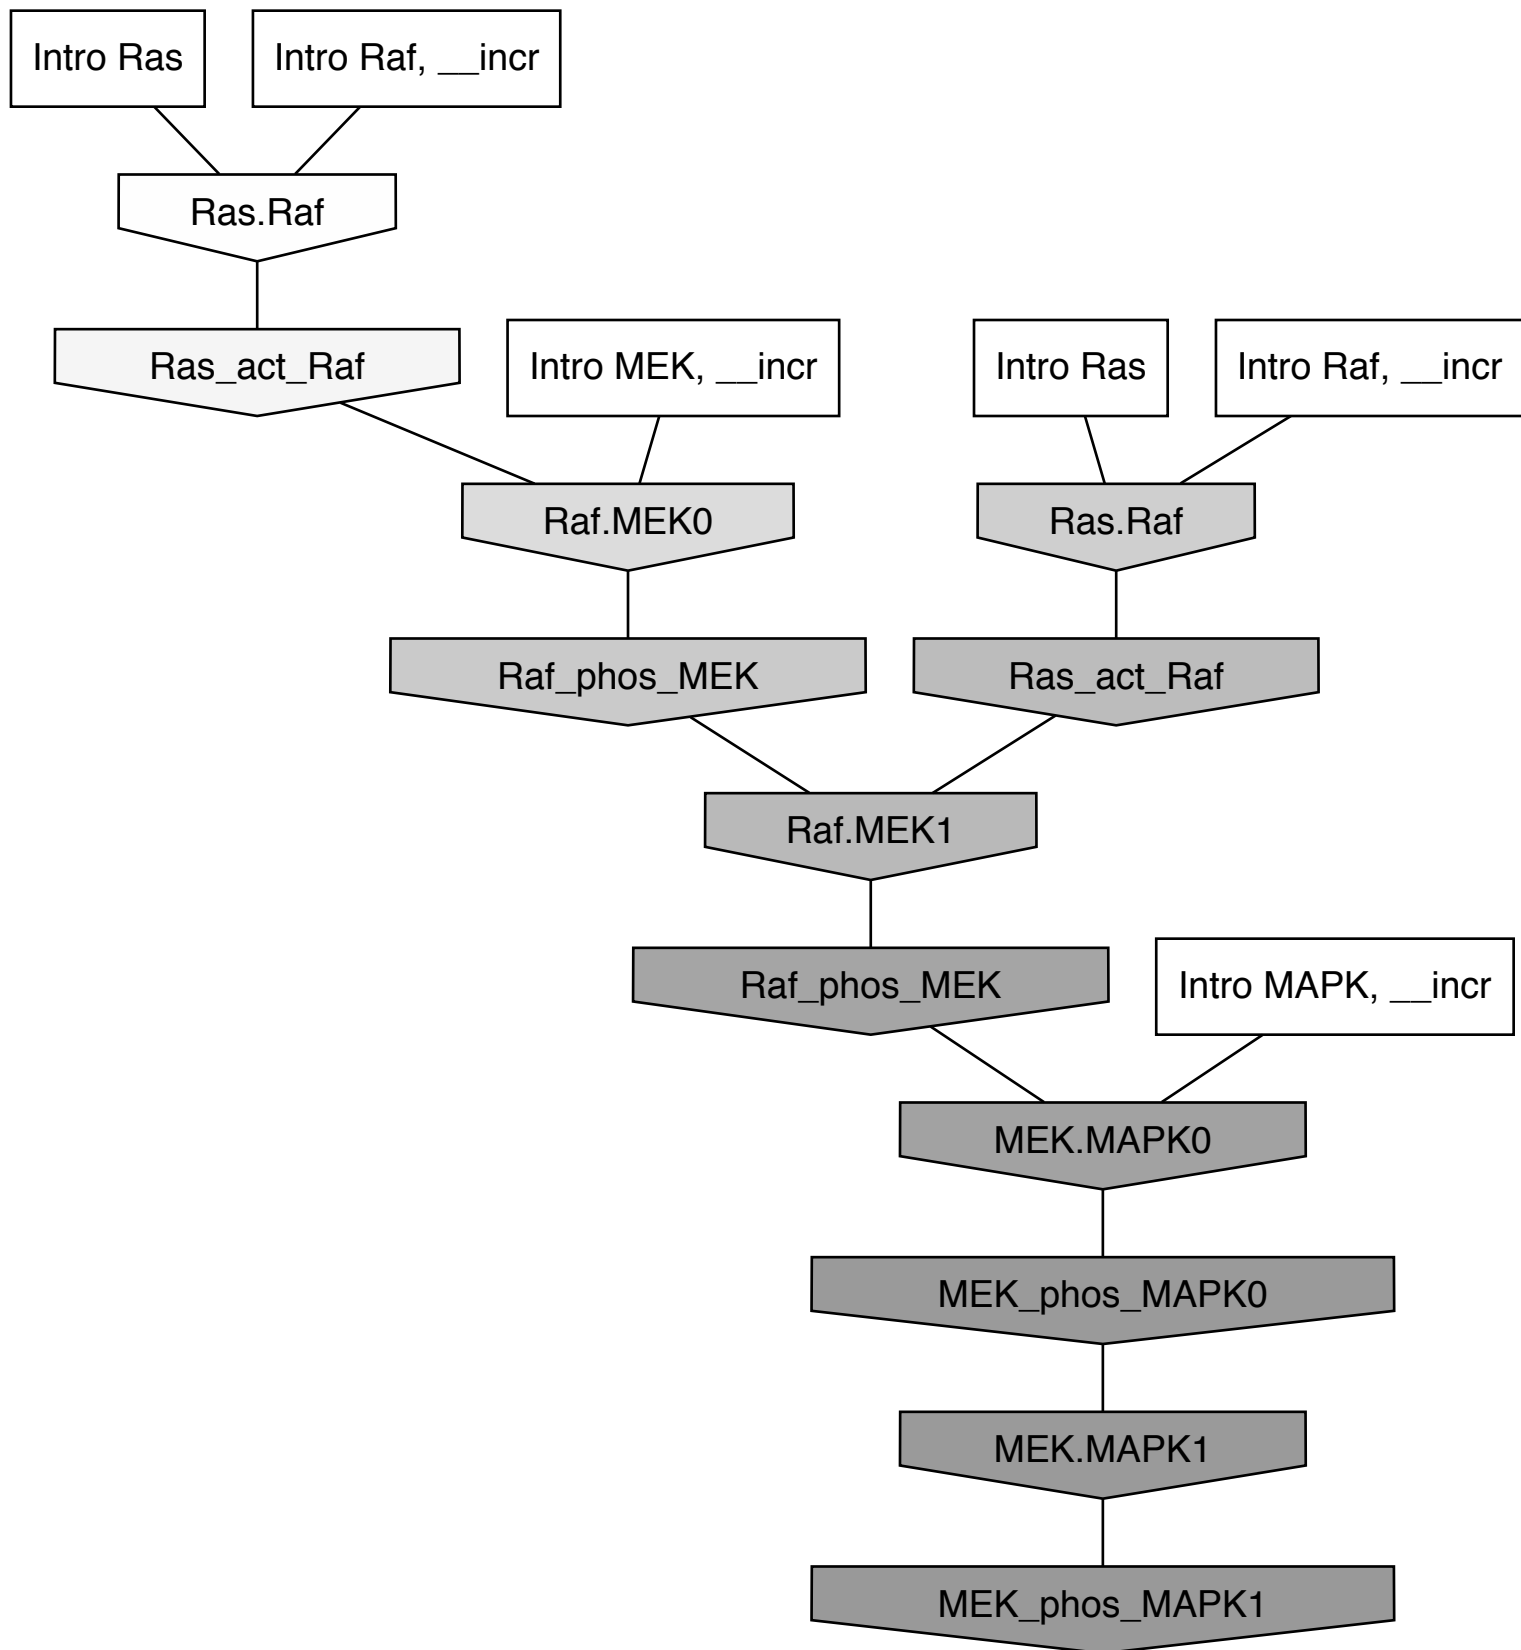 Intro Ras
Intro Raf, __incr
Ras.Raf
Ras_act_Raf
Intro MEK, __incr
Intro Ras
Intro Raf, __incr
Raf.MEK0
Ras.Raf
Raf_phos_MEK
Ras_act_Raf
Raf.MEK1
Raf_phos_MEK
Intro MAPK, __incr
MEK.MAPK0
MEK_phos_MAPK0
MEK.MAPK1
MEK_phos_MAPK1